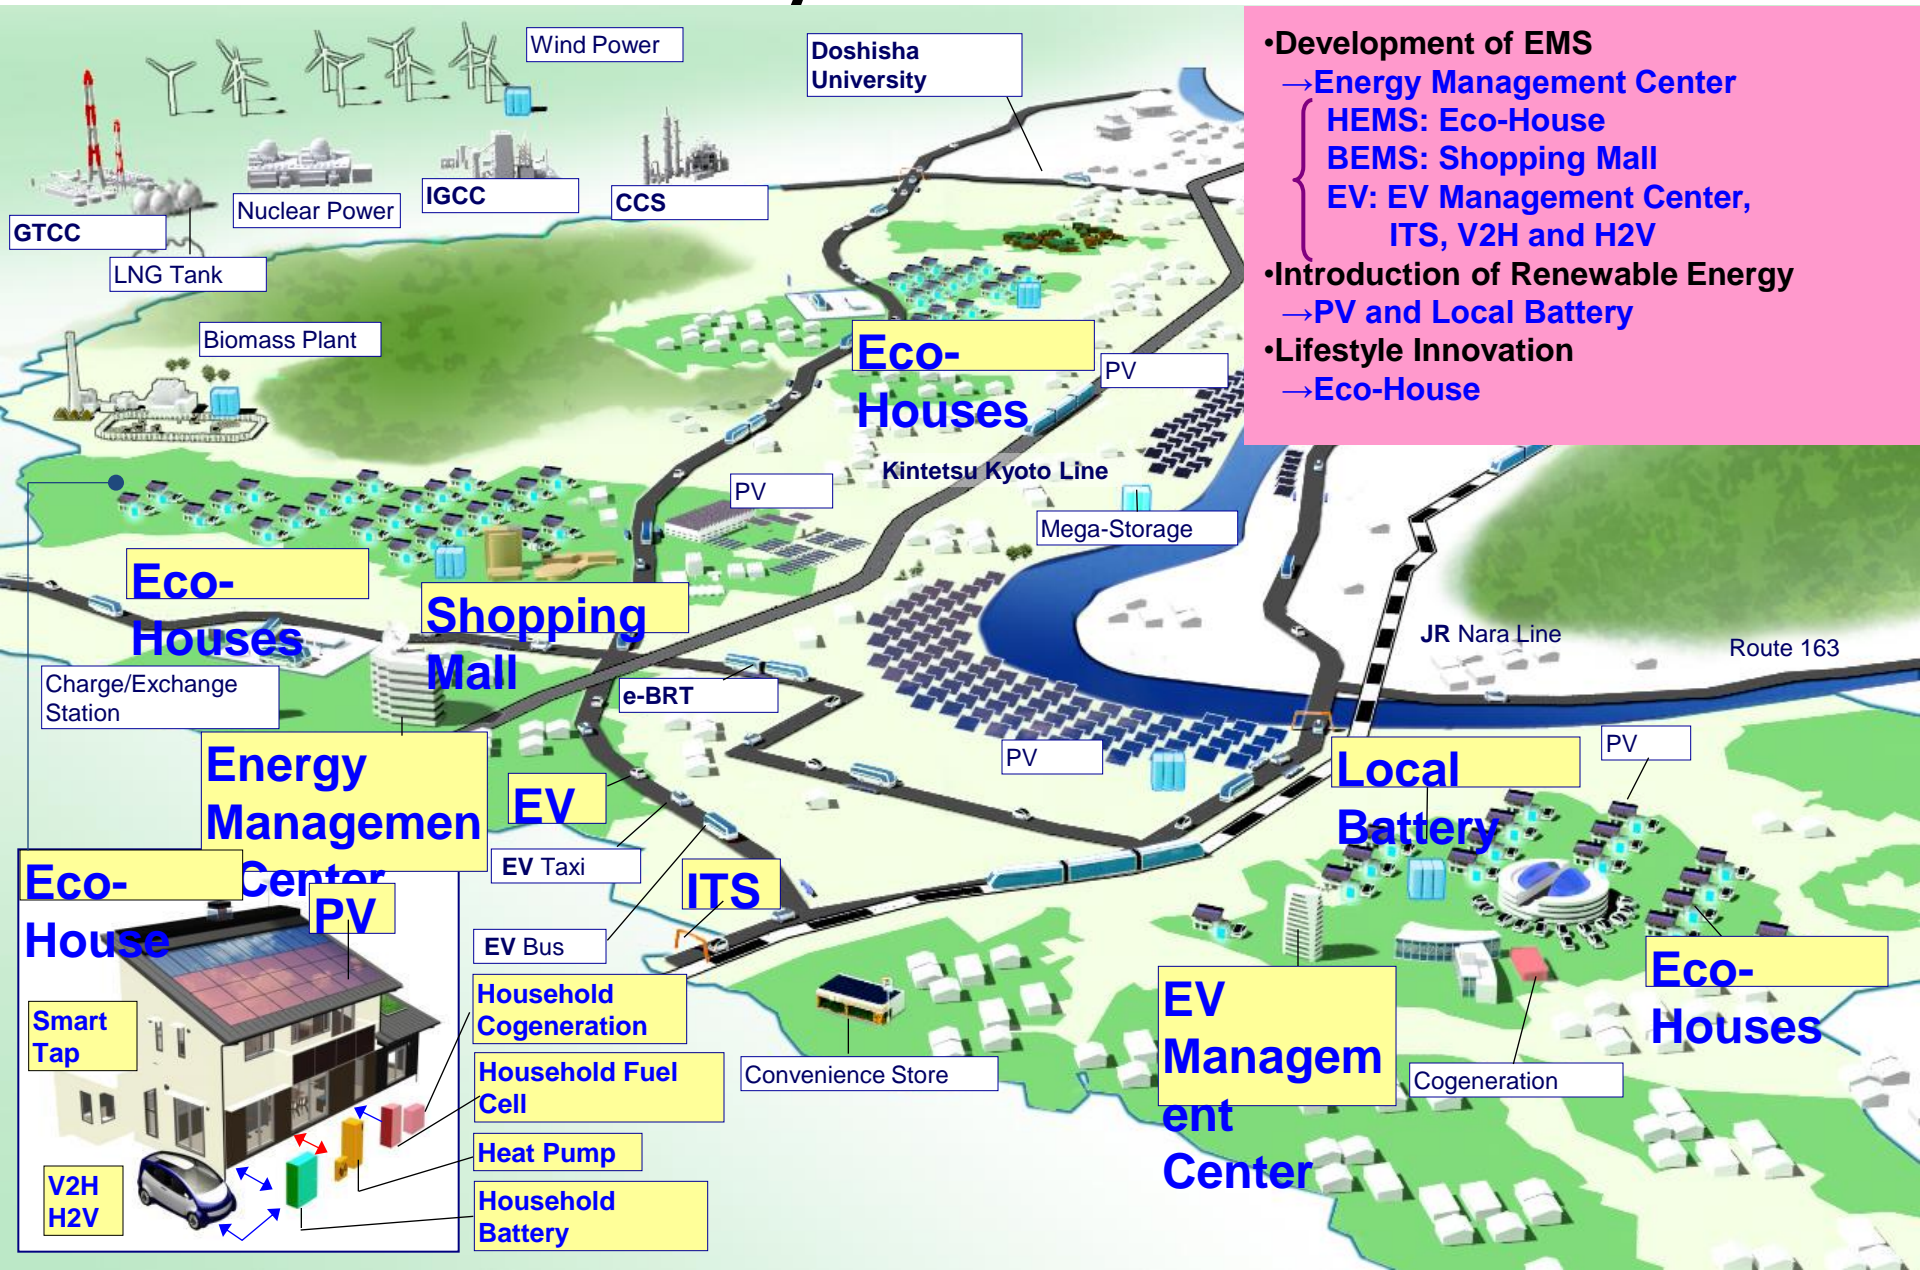 Wind Power
Doshisha
University
•Development of EMS
→Energy Management Center
HEMS: Eco-House
BEMS: Shopping Mall
EV: EV Management Center,
ITS, V2H and H2V
•Introduction of Renewable Energy
→PV and Local Battery
•Lifestyle Innovation
→Eco-House
GTCC
Nuclear Power
IGCC
CCS
LNG Tank
Biomass Plant
Eco-
Houses
PV
Kintetsu Kyoto Line
PV
Mega-Storage
Eco-
Houses
Shopping
Mall
JR Nara Line
Route 163
Charge/Exchange
Station
e-BRT
Energy
Managemen
Center
EV
PV
Local
Battery
PV
EV Taxi
ITS
Eco-
House
PV
EV Bus
Eco-
Houses
EV
Managem
ent
Center
Household
Cogeneration
Smart
Tap
Household Fuel
Cell
Convenience Store
Cogeneration
Heat Pump
V2H
H2V
Household
Battery